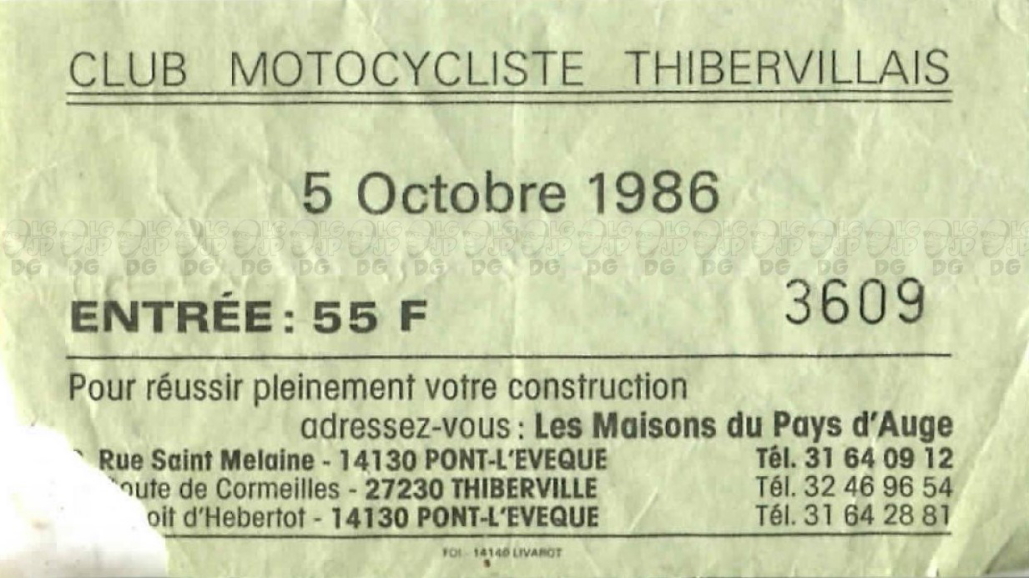 CLUB MOTOCYCLISTE THIBERVILLAIS
5 Octobre 1986
ENTRÉE : 55 F
3609
Pour réussir pleinement votre construction
adressez-vous : Les Maisons du Pays d'Auge
Rue Saint Melaine - 14130 PONT-L'EVEQUE Tél. 31 64 09 12
de Cormeilles - 27230 THIBERVILLE Tél. 32 46 96 54
d'Hebertot - 14130 PONT-L'EVEQUE Tél. 31 64 28 81
14140 LIVAROT